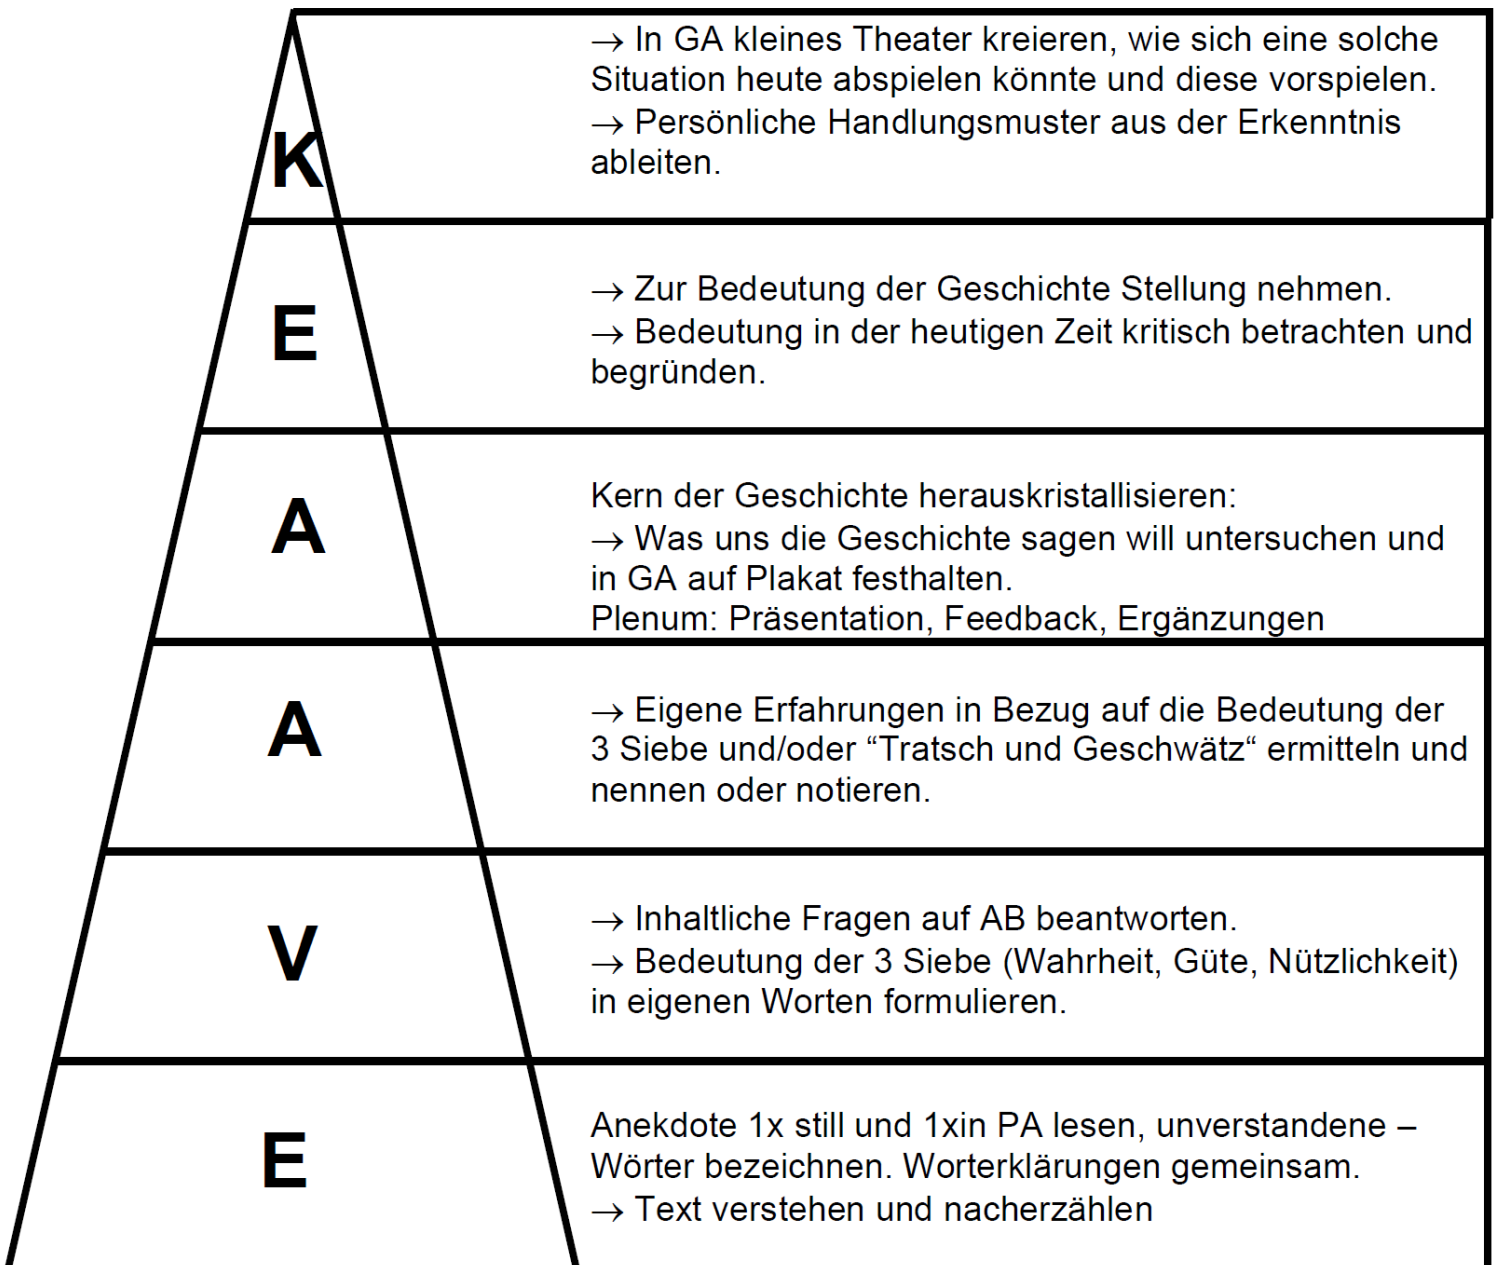 K
→ In GA kleines Theater kreieren, wie sich eine solche
Situation heute abspielen könnte und diese vorspielen.
→ Persönliche Handlungsmuster aus der Erkenntnis
ableiten.
E
→ Zur Bedeutung der Geschichte Stellung nehmen.
→ Bedeutung in der heutigen Zeit kritisch betrachten und
begründen.
A
Kern der Geschichte herauskristallisieren:
→ Was uns die Geschichte sagen will untersuchen und
in GA auf Plakat festhalten.
Plenum: Präsentation, Feedback, Ergänzungen
A
→ Eigene Erfahrungen in Bezug auf die Bedeutung der
3 Siebe und/oder “Tratsch und Geschwätz“ ermitteln und
nennen oder notieren.
V
→ Inhaltliche Fragen auf AB beantworten.
→ Bedeutung der 3 Siebe (Wahrheit, Güte, Nützlichkeit)
in eigenen Worten formulieren.
E
Anekdote 1x still und 1xin PA lesen, unverstandene –
Wörter bezeichnen. Worterklärungen gemeinsam.
→ Text verstehen und nacherzählen